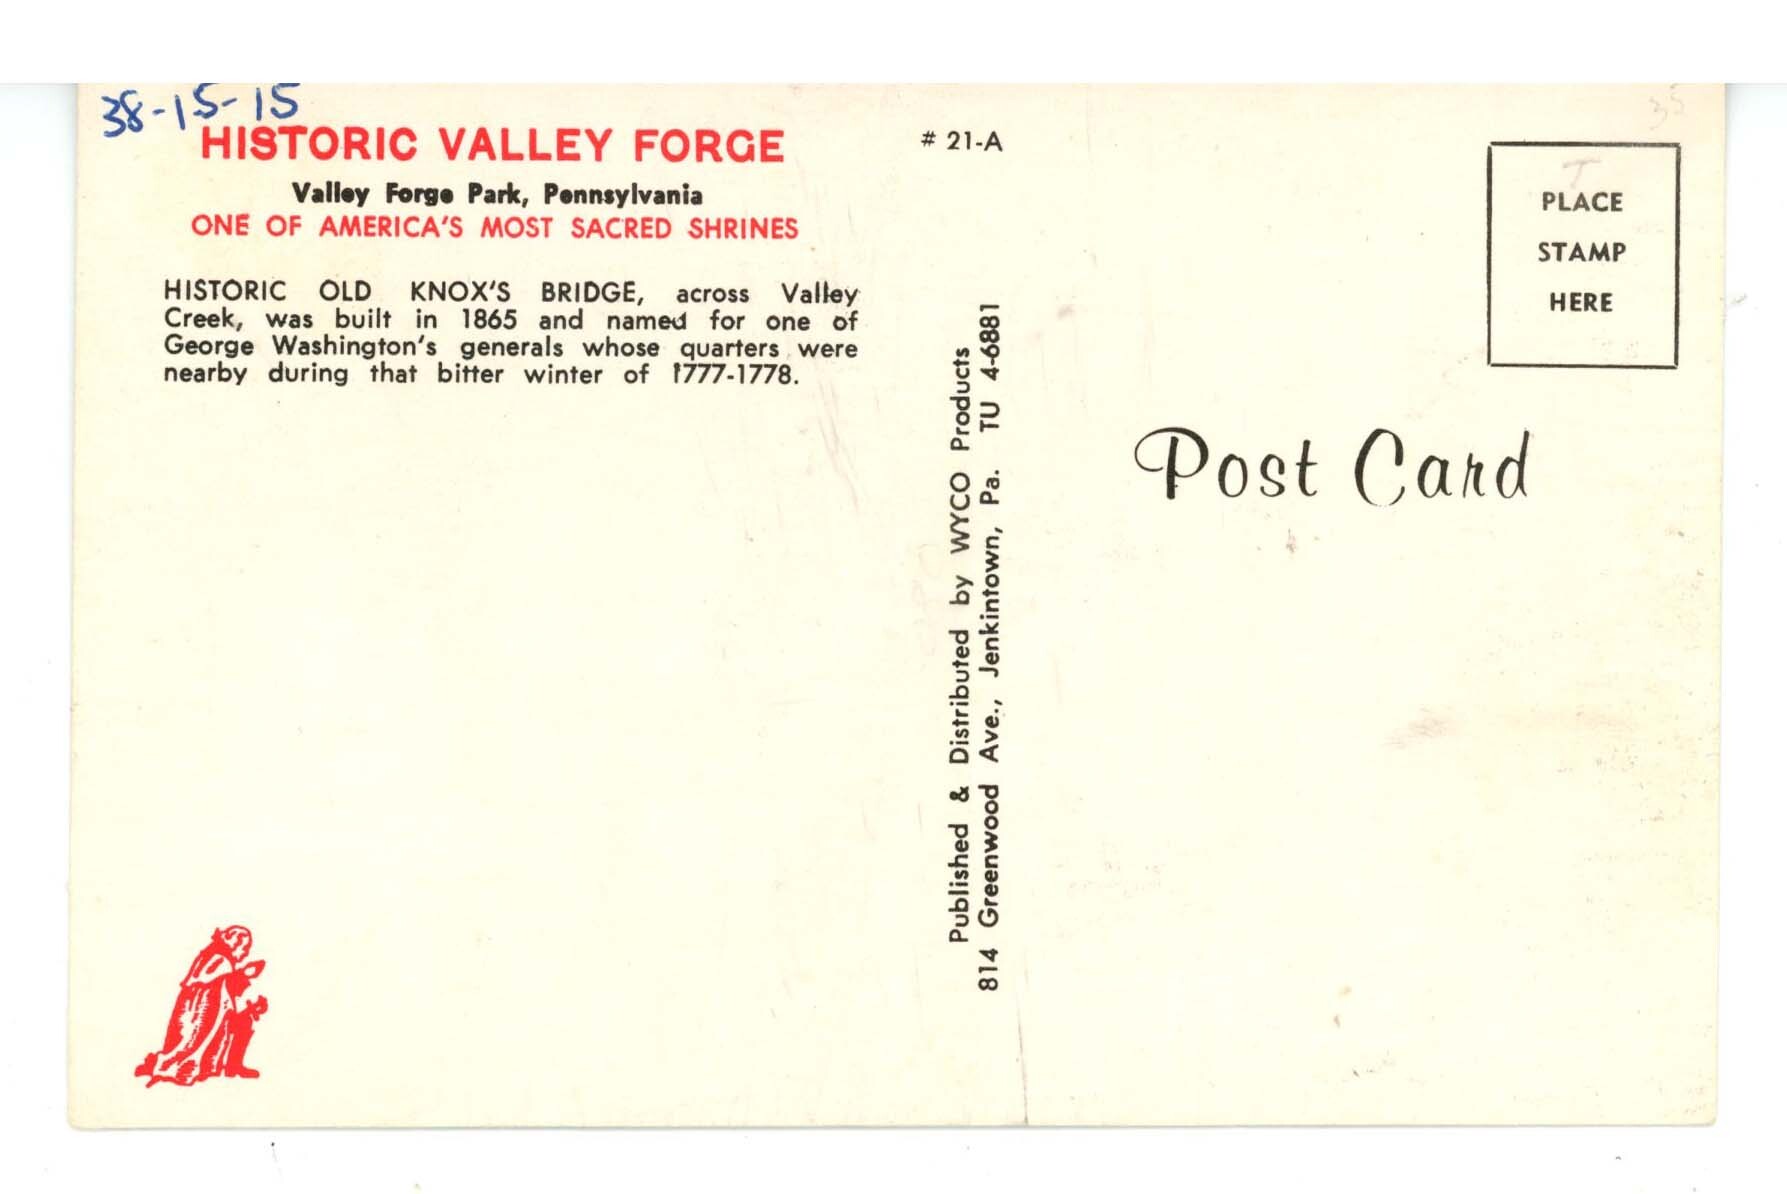 38-15-15
HISTORIC VALLEY FORGE
Valley Forge Park, Pennsylvania
ONE OF AMERICA'S MOST SACRED SHRINES
HISTORIC OLD KNOX'S BRIDGE, across Valley
Creek, was built in 1865 and named for one of
George Washington's generals whose quarters were
nearby during that bitter winter of 1777-1778.
# 21-A
Published & Distributed by WYCO Products
814 Greenwood Ave., Jenkintown, Pa. TU 4-6881
PLACE
STAMP
HERE
Post Card